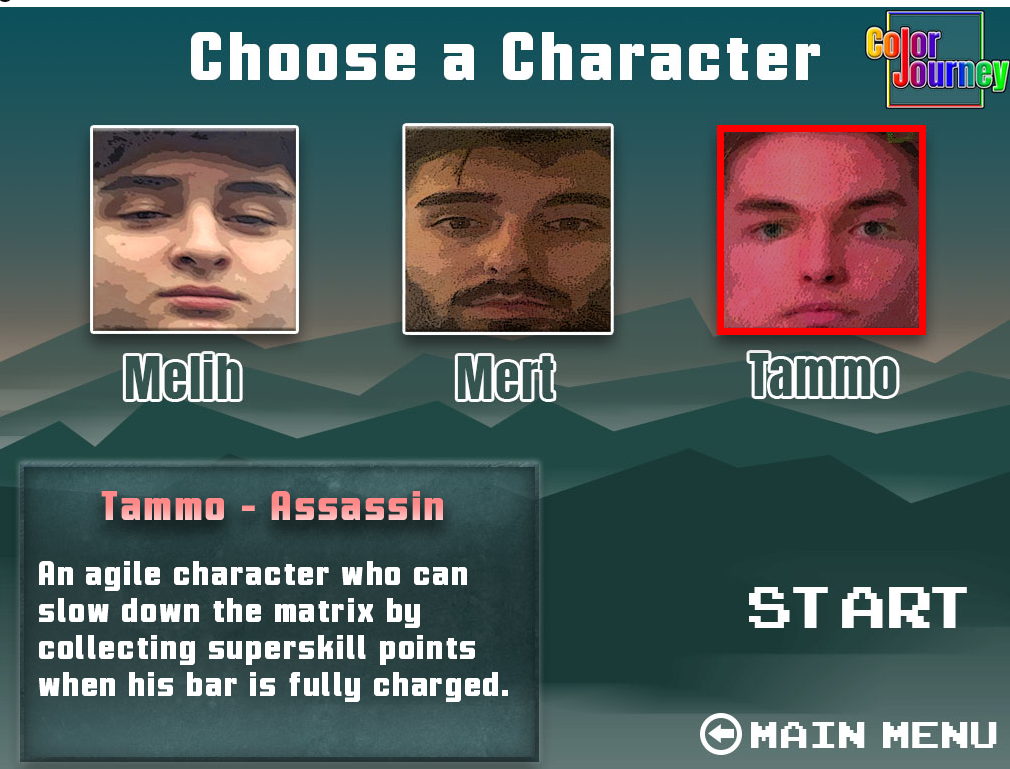 Choose a Character
Color
Journey
Melih
Mert
Tammo
Tammo - Assassin
An agile character who can
slow down the matrix by
collecting superskill points
when his bar is fully charged.
START
MAIN MENU